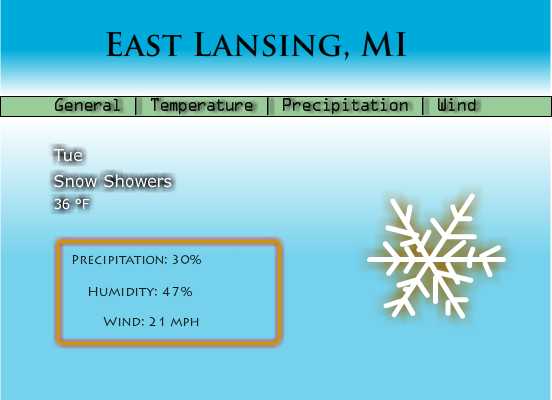 East Lansing, MI
General | Temperature | Precipitation | Wind
Tue
Snow Showers
36 °F
Precipitation: 30%
Humidity: 47%
Wind: 21 mph